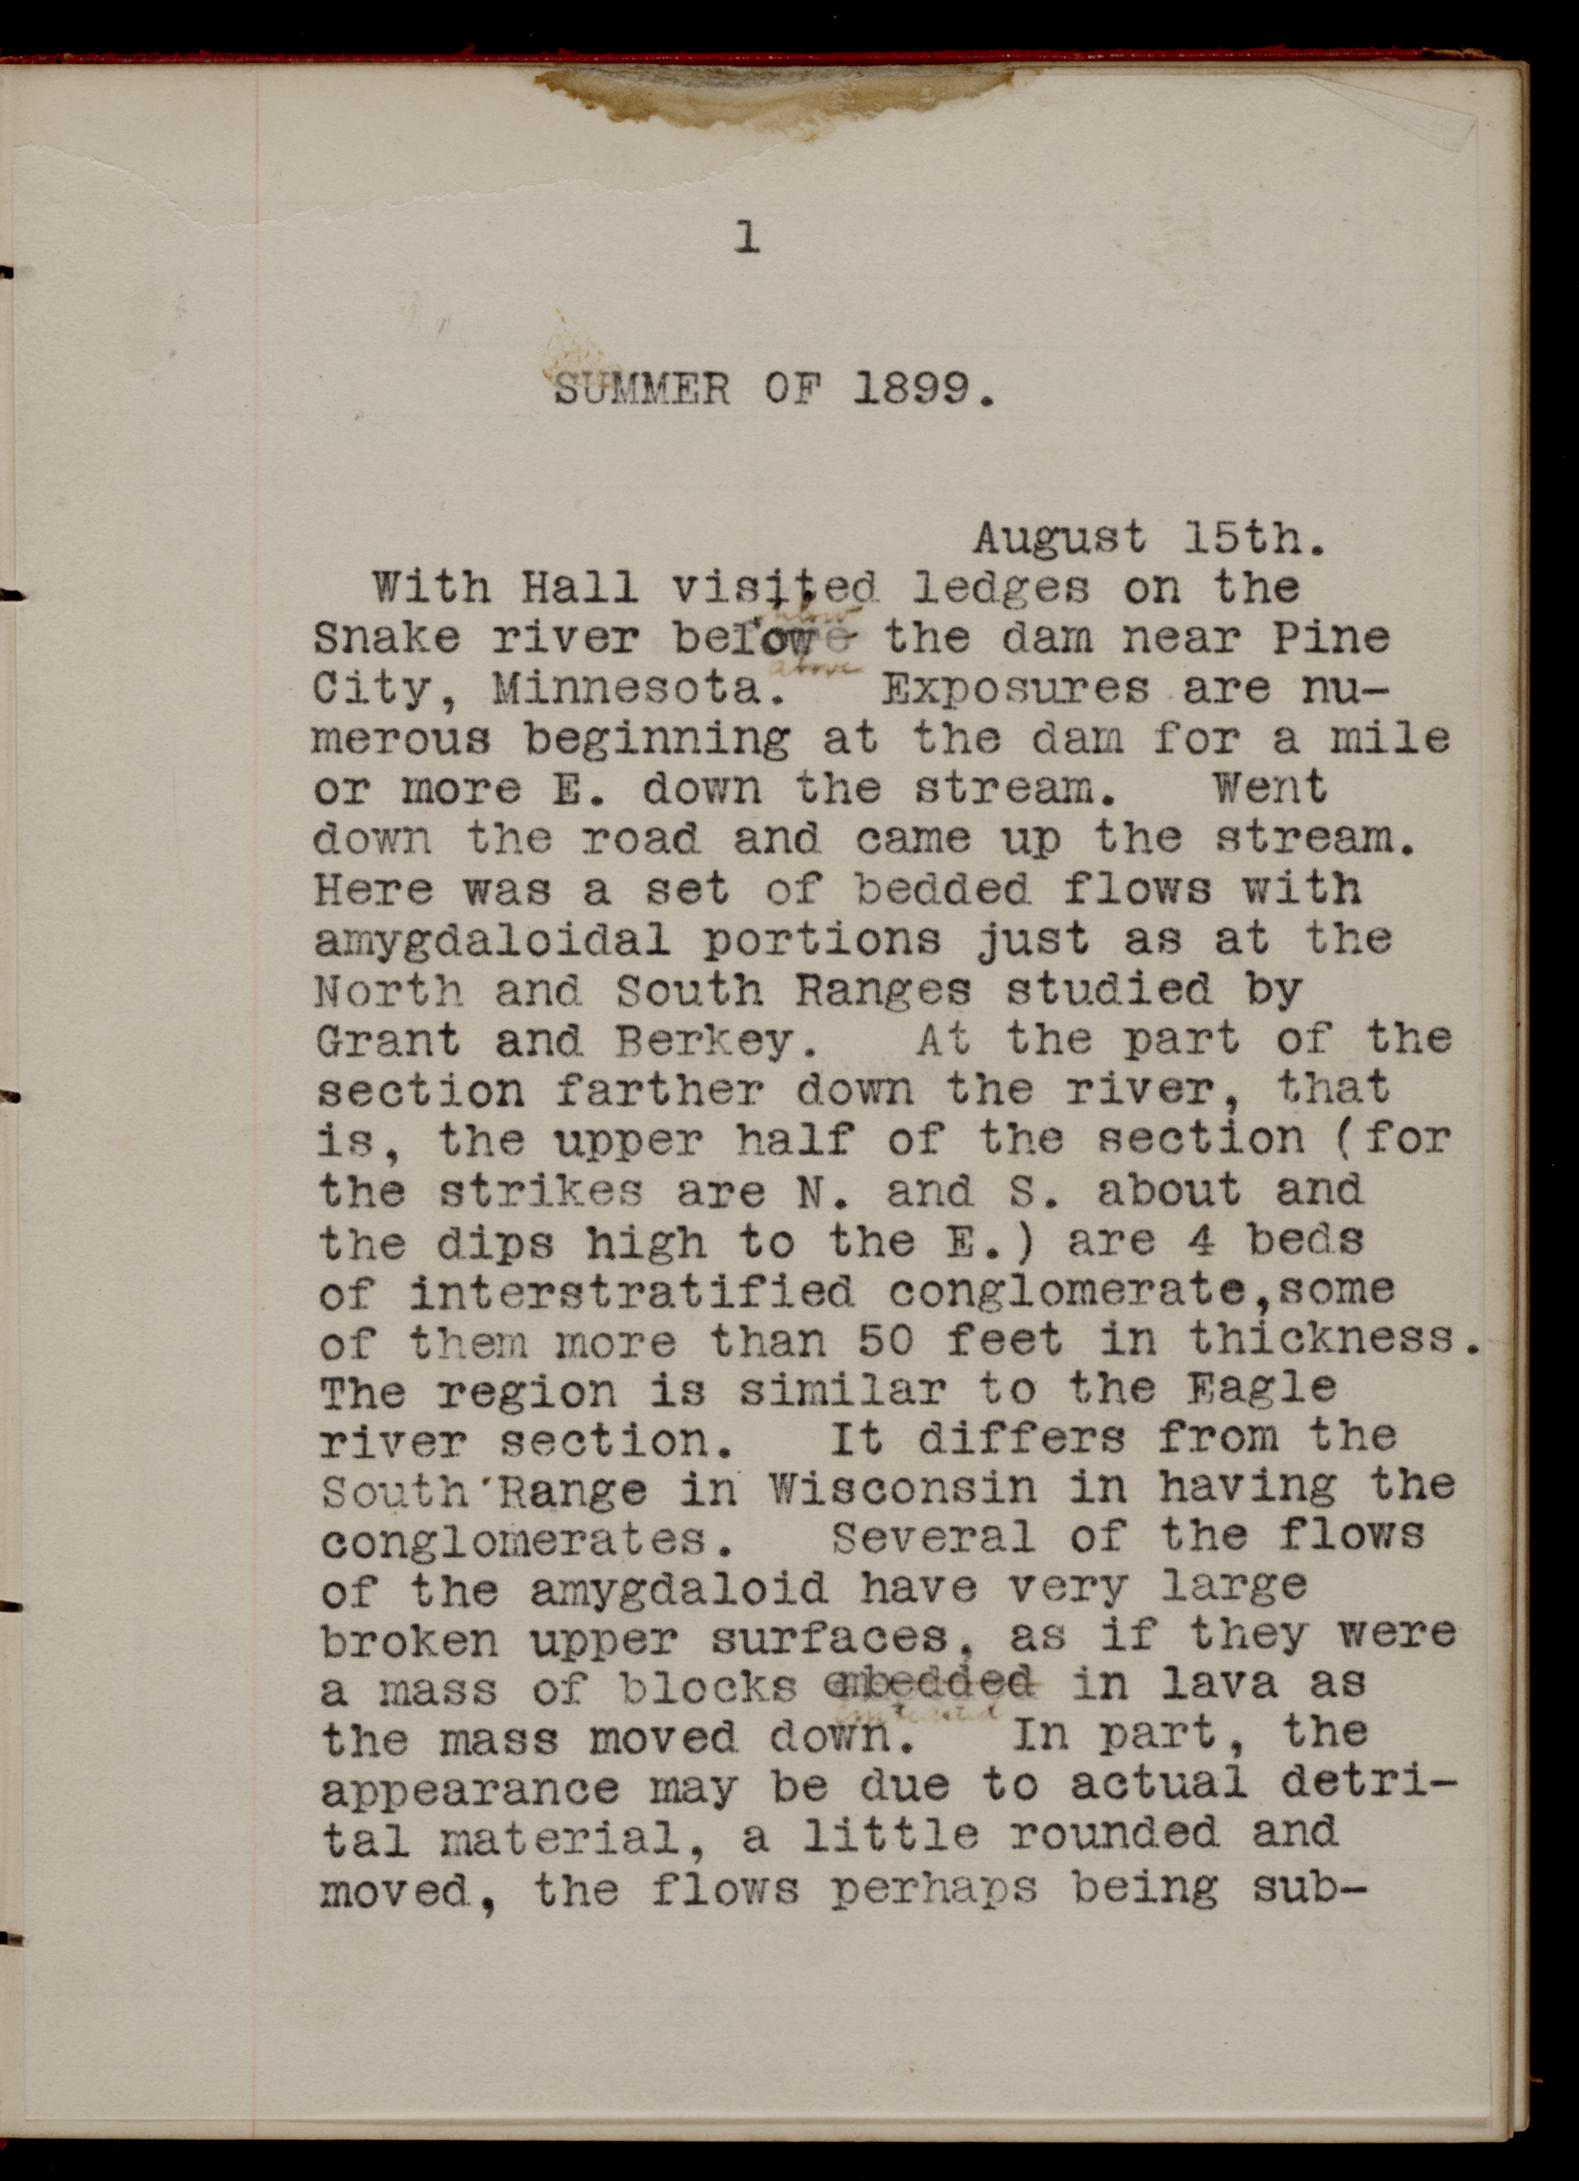 1
SUMMER OF 1899.
August 15th.
With Hall visited ledges on the
below
Snake river below the dam near Pine
above
City, Minnesota. Exposures are nu-
merous beginning at the dam for a mile
or more E. down the stream. Went
down the road and came up the stream.
Here was a set of bedded flows with
amygdaloidal portions just as at the
North and South Ranges studied by
Grant and Berkey. At the part of the
section farther down the river, that
is, the upper half of the section (for
the strikes are N. and S. about and
the dips high to the E.) are 4 beds
of interstratified conglomerate,some
of them more than 50 feet in thickness.
The region is similar to the Eagle
river section. It differs from the
South Range in Wisconsin in having the
conglomerates. Several of the flows
of the amygdaloid have very large
broken upper surfaces, as if they were
a mass of blocks embedded in lava as
the mass moved down. In part, the
appearance may be due to actual detri-
tal material, a little rounded and
moved, the flows perhaps being sub-